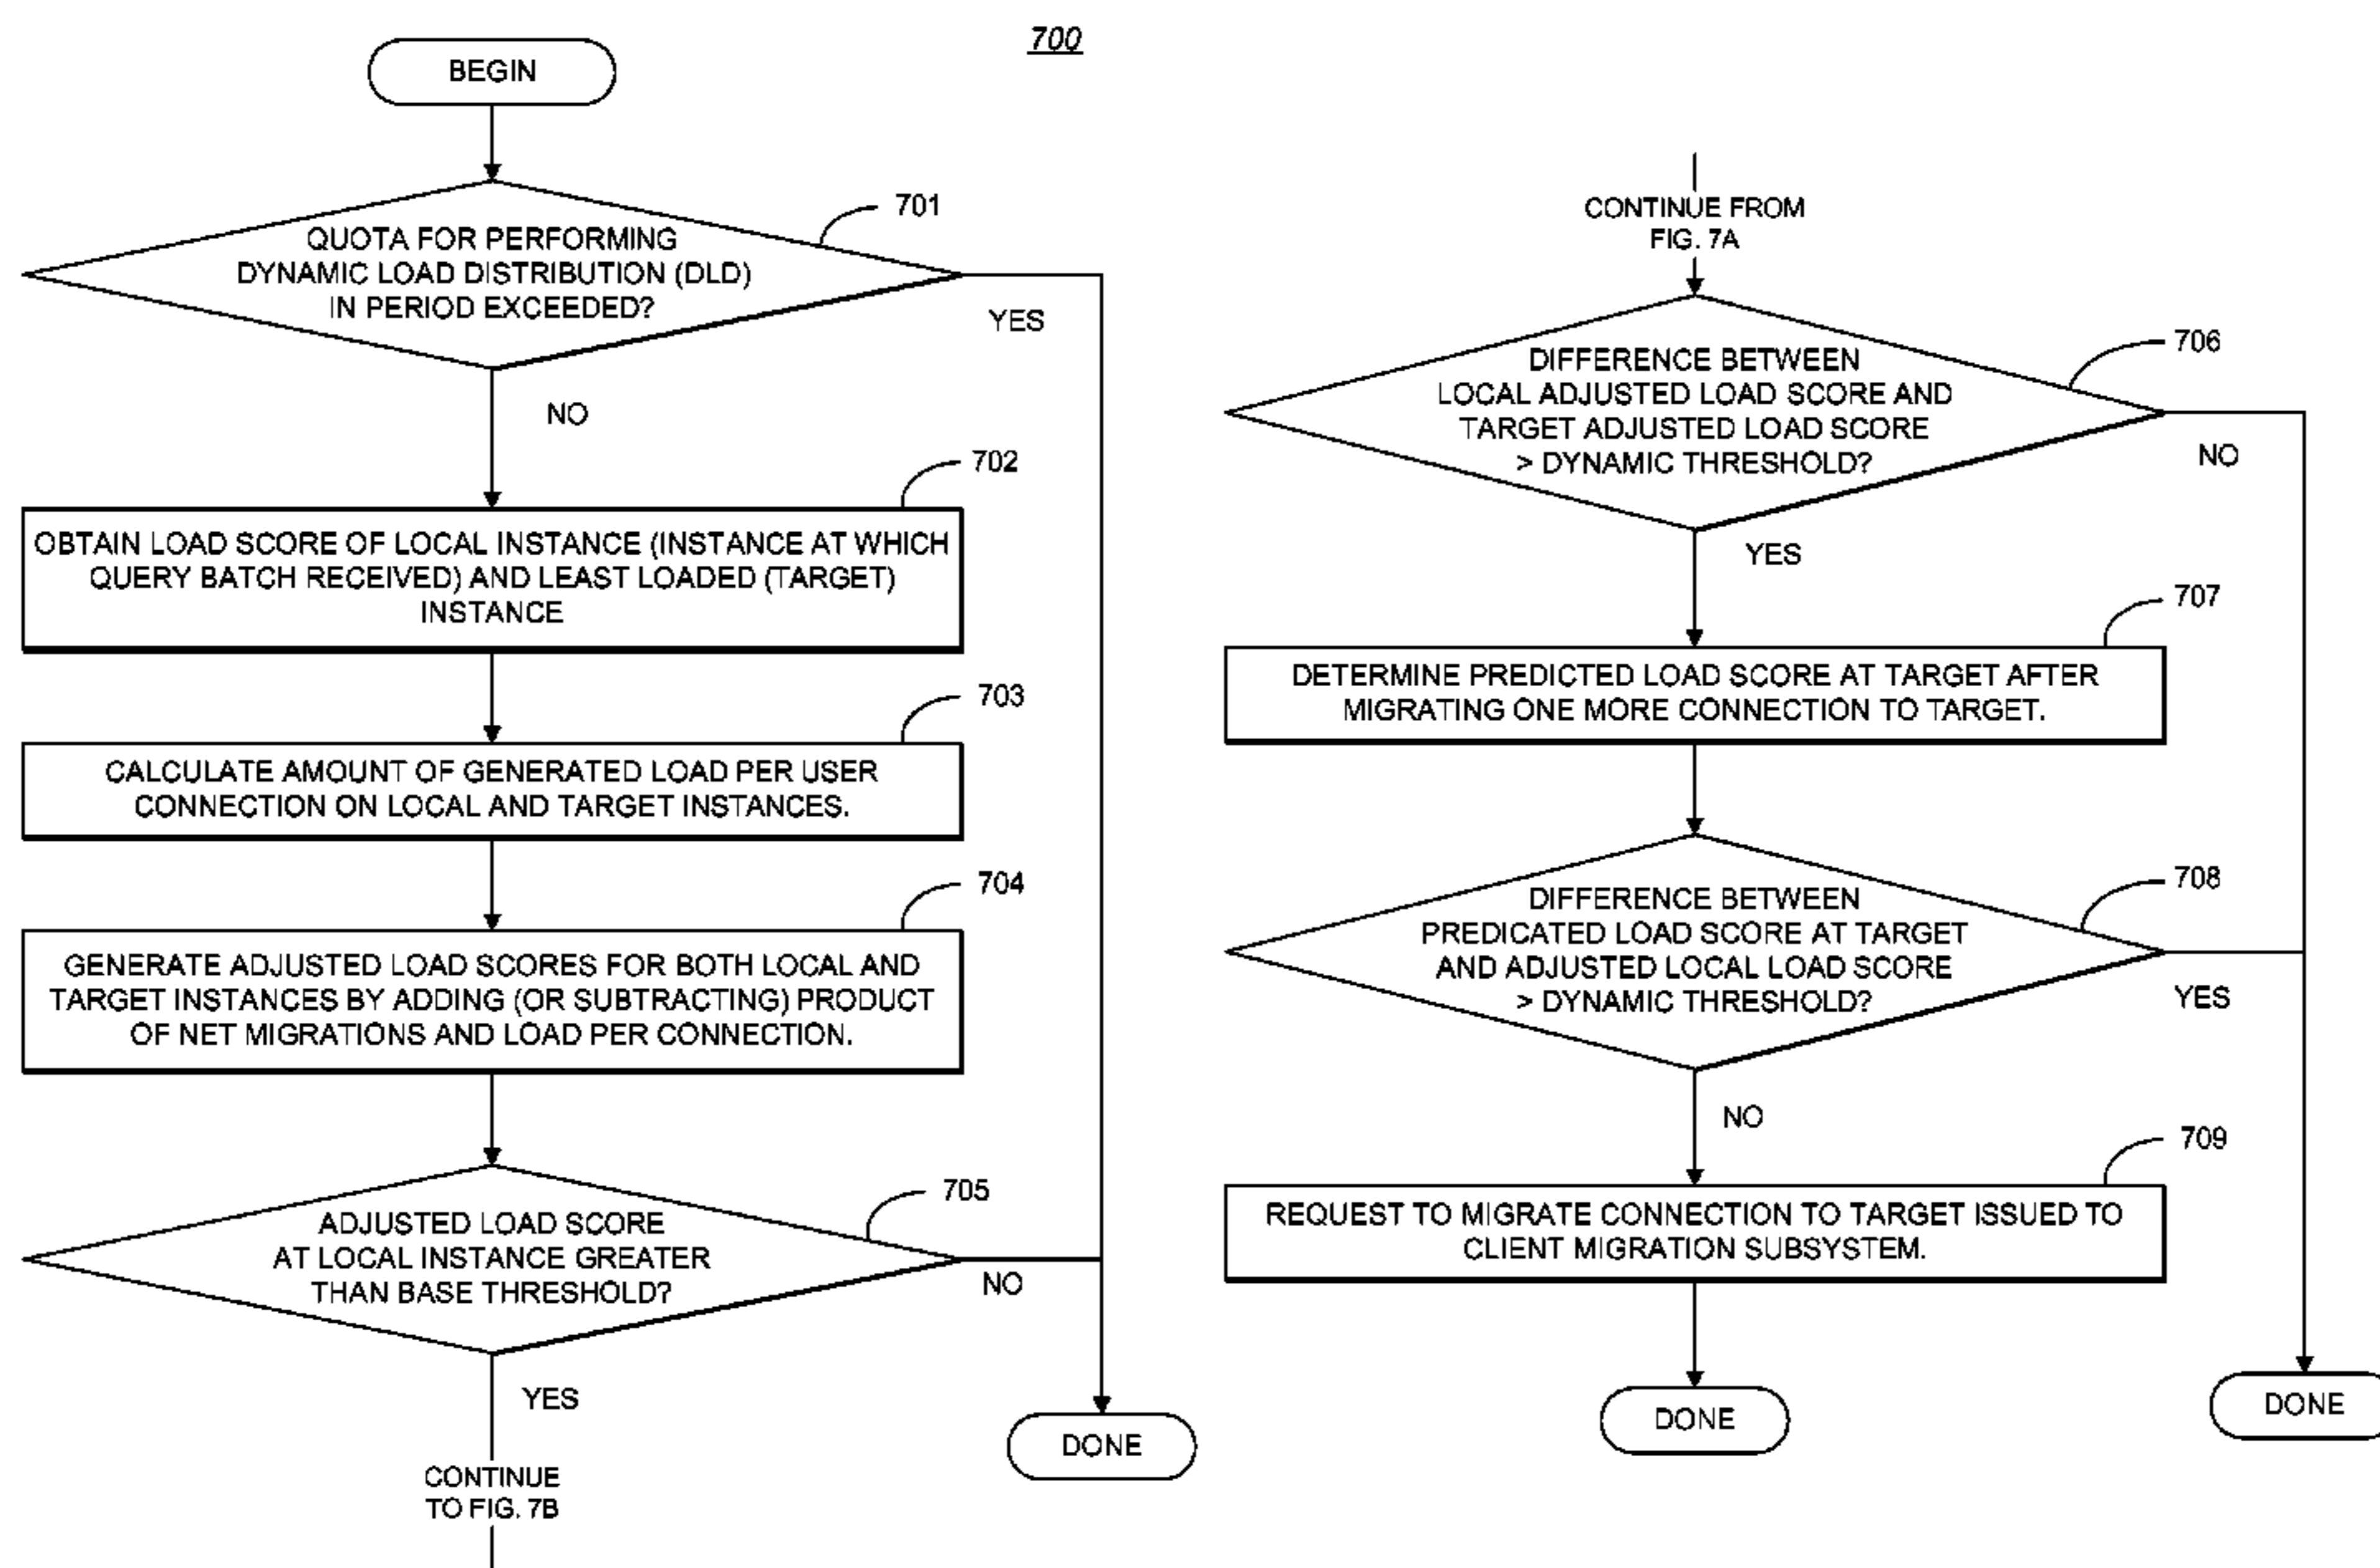 700
BEGIN
701
QUOTA FOR PERFORMING
DYNAMIC LOAD DISTRIBUTION (DLD)
IN PERIOD EXCEEDED?
YES
NO
702
OBTAIN LOAD SCORE OF LOCAL INSTANCE (INSTANCE AT WHICH
QUERY BATCH RECEIVED) AND LEAST LOADED (TARGET)
INSTANCE
703
CALCULATE AMOUNT OF GENERATED LOAD PER USER
CONNECTION ON LOCAL AND TARGET INSTANCES.
704
GENERATE ADJUSTED LOAD SCORES FOR BOTH LOCAL AND
TARGET INSTANCES BY ADDING (OR SUBTRACTING) PRODUCT
OF NET MIGRATIONS AND LOAD PER CONNECTION.
705
ADJUSTED LOAD SCORE
AT LOCAL INSTANCE GREATER
THAN BASE THRESHOLD?
NO
YES
DONE
CONTINUE
TO FIG. 7B
CONTINUE FROM
FIG. 7A
706
DIFFERENCE BETWEEN
LOCAL ADJUSTED LOAD SCORE AND
TARGET ADJUSTED LOAD SCORE
> DYNAMIC THRESHOLD?
NO
YES
707
DETERMINE PREDICTED LOAD SCORE AT TARGET AFTER
MIGRATING ONE MORE CONNECTION TO TARGET.
708
DIFFERENCE BETWEEN
PREDICATED LOAD SCORE AT TARGET
AND ADJUSTED LOCAL LOAD SCORE
> DYNAMIC THRESHOLD?
YES
NO
709
REQUEST TO MIGRATE CONNECTION TO TARGET ISSUED TO
CLIENT MIGRATION SUBSYSTEM.
DONE
DONE